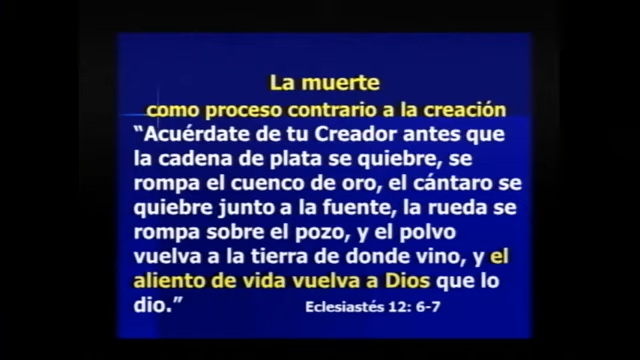 La muerte
como proceso contrario a la creación
“Acuérdate de tu Creador antes que
la cadena de plata se quiebre, se
rompa el cuenco de oro, el cántaro se
quiebre junto a la fuente, la rueda se
rompa sobre el pozo, y el polvo
vuelva a la tierra de donde vino, y el
aliento de vida vuelva a Dios que lo
dio.” Eclesiastés 12: 6-7